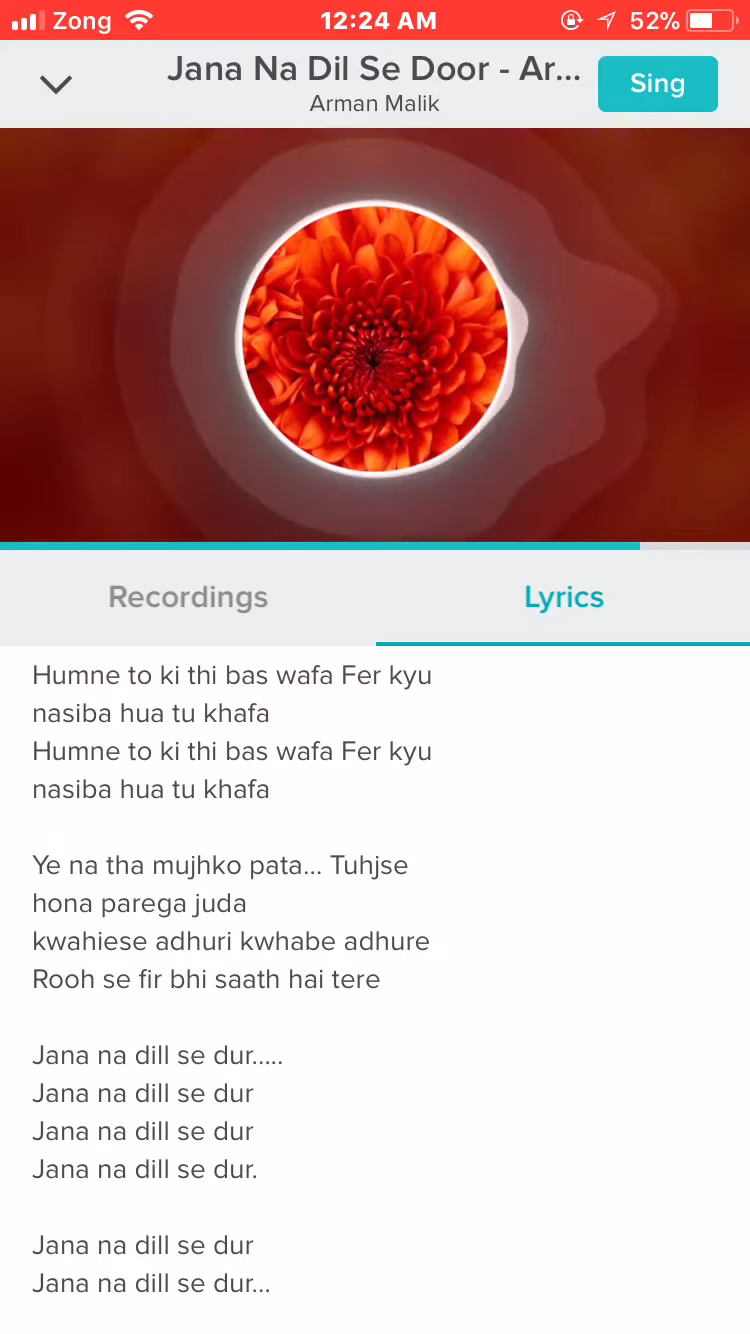 Zong 12:24 AM 52%
Jana Na Dil Se Door - Ar...
Arman Malik
Sing
Recordings Lyrics
Humne to ki thi bas wafa Fer kyu
nasiba hua tu khafa
Humne to ki thi bas wafa Fer kyu
nasiba hua tu khafa
Ye na tha mujhko pata... Tuhjse
hona parega juda
kwahiese adhuri kwhabe adhure
Rooh se fir bhi saath hai tere
Jana na dill se dur.....
Jana na dill se dur
Jana na dill se dur
Jana na dill se dur.
Jana na dill se dur
Jana na dill se dur...